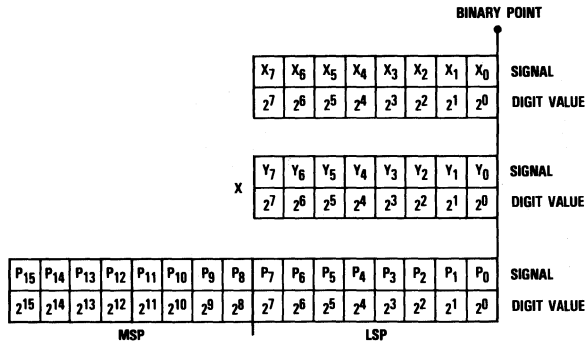 BINARY POINT
X7 X6 X5 X4 X3 X2 X1 X0 SIGNAL
2^7 2^6 2^5 2^4 2^3 2^2 2^1 2^0 DIGIT VALUE
Y7 Y6 Y5 Y4 Y3 Y2 Y1 Y0 SIGNAL
X
2^7 2^6 2^5 2^4 2^3 2^2 2^1 2^0 DIGIT VALUE
P15 P14 P13 P12 P11 P10 P9 P8 P7 P6 P5 P4 P3 P2 P1 P0 SIGNAL
2^15 2^14 2^13 2^12 2^11 2^10 2^9 2^8 2^7 2^6 2^5 2^4 2^3 2^2 2^1 2^0 DIGIT VALUE
MSP LSP